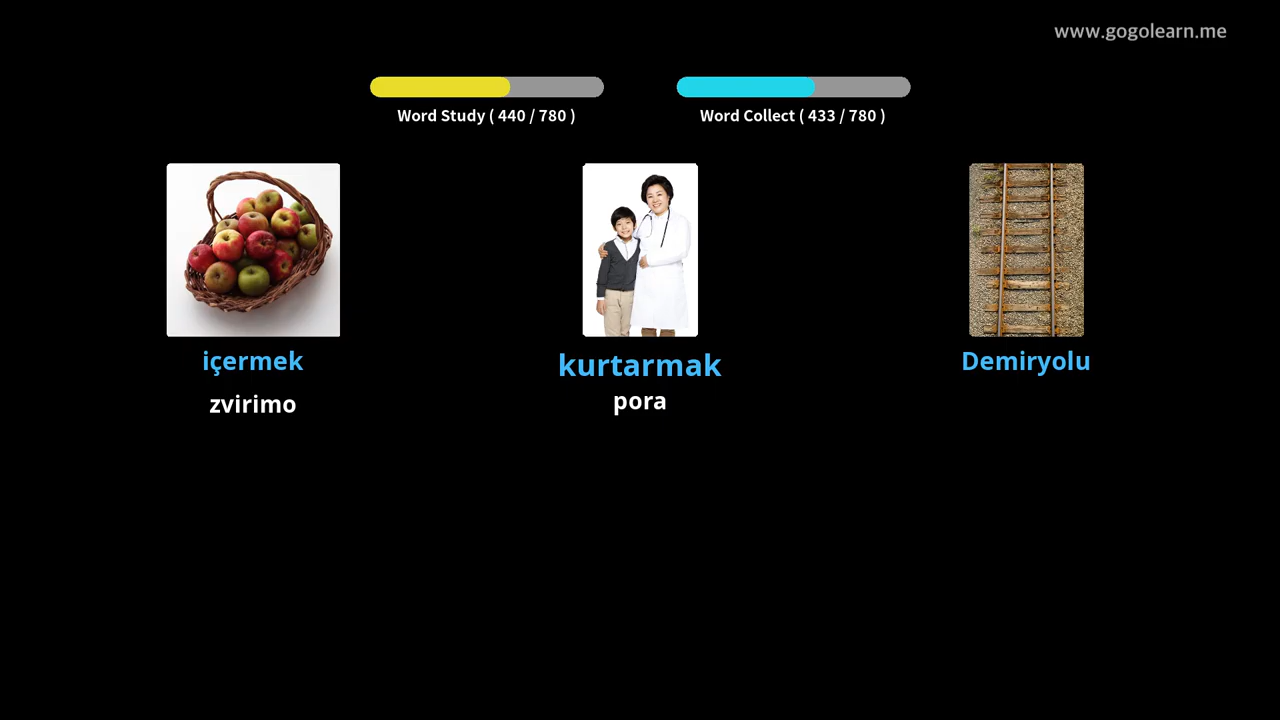 www.gogolearn.me
Word Study ( 440 / 780 )
Word Collect ( 433 / 780 )
içermek
zvirimo
kurtarmak
pora
Demiryolu